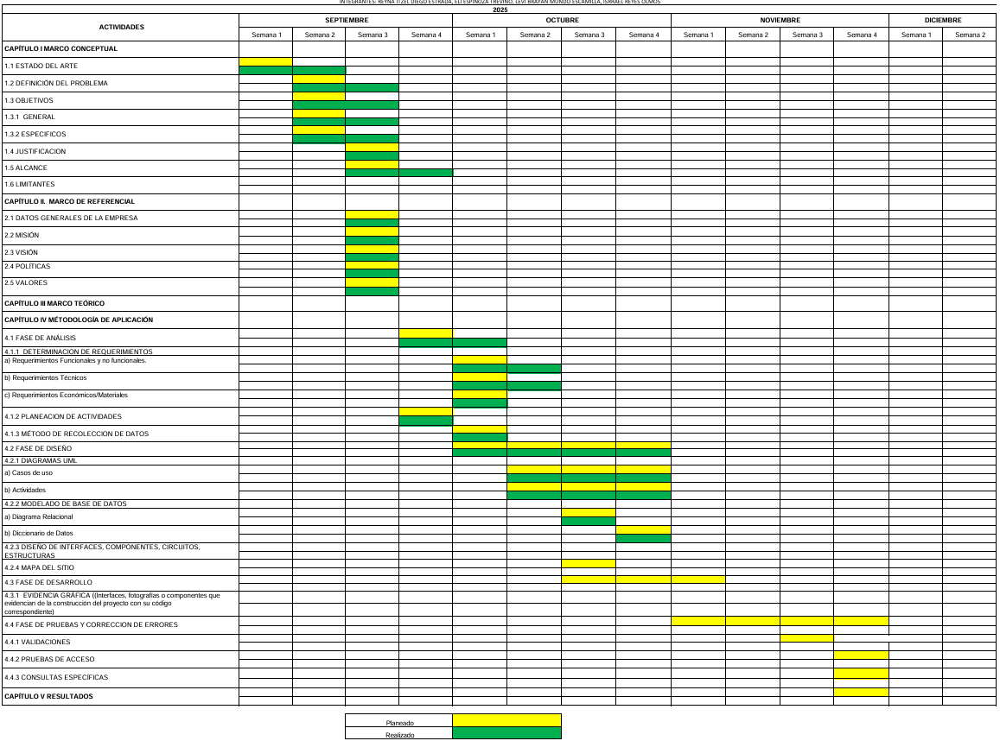 INTEGRANTES: REYNA ITZEL DIEGO ESTRADA, ELI ESPINOZA TREVIÑO, LEVI BRAYAN MUNDO ESCAMILLA, ISRRAEL REYES OLMOS
2025
ACTIVIDADES
SEPTIEMBRE OCTUBRE NOVIEMBRE DICIEMBRE
Semana 1 Semana 2 Semana 3 Semana 4 Semana 1 Semana 2 Semana 3 Semana 4 Semana 1 Semana 2 Semana 3 Semana 4 Semana 1 Semana 2
CAPÍTULO I MARCO CONCEPTUAL
1.1 ESTADO DEL ARTE
1.2 DEFINICIÓN DEL PROBLEMA
1.3 OBJETIVOS
1.3.1 GENERAL
1.3.2 ESPECIFICOS
1.4 JUSTIFICACION
1.5 ALCANCE
1.6 LIMITANTES
CAPÍTULO II. MARCO DE REFERENCIAL
2.1 DATOS GENERALES DE LA EMPRESA
2.2 MISIÓN
2.3 VISIÓN
2.4 POLÍTICAS
2.5 VALORES
CAPÍTULO III MARCO TEÓRICO
CAPÍTULO IV MÉTODOLOGÍA DE APLICACIÓN
4.1 FASE DE ANÁLISIS
4.1.1 DETERMINACION DE REQUERIMIENTOS
a) Requerimientos Funcionales y no funcionales.
b) Requerimientos Técnicos
c) Requerimientos Económicos/Materiales
4.1.2 PLANEACION DE ACTIVIDADES
4.1.3 MÉTODO DE RECOLECCION DE DATOS
4.2 FASE DE DISEÑO
4.2.1 DIAGRAMAS UML
a) Casos de uso
b) Actividades
4.2.2 MODELADO DE BASE DE DATOS
a) Diagrama Relacional
b) Diccionario de Datos
4.2.3 DISEÑO DE INTERFACES, COMPONENTES, CIRCUITOS,
ESTRUCTURAS
4.2.4 MAPA DEL SITIO
4.3 FASE DE DESARROLLO
4.3.1 EVIDENCIA GRÁFICA ((Interfaces, fotografías o componentes que
evidencian de la construcción del proyecto con su código
correspondiente)
4.4 FASE DE PRUEBAS Y CORRECCION DE ERRORES
4.4.1 VALIDACIONES
4.4.2 PRUEBAS DE ACCESO
4.4.3 CONSULTAS ESPECÍFICAS
CAPÍTULO V RESULTADOS
Planeado
Realizado